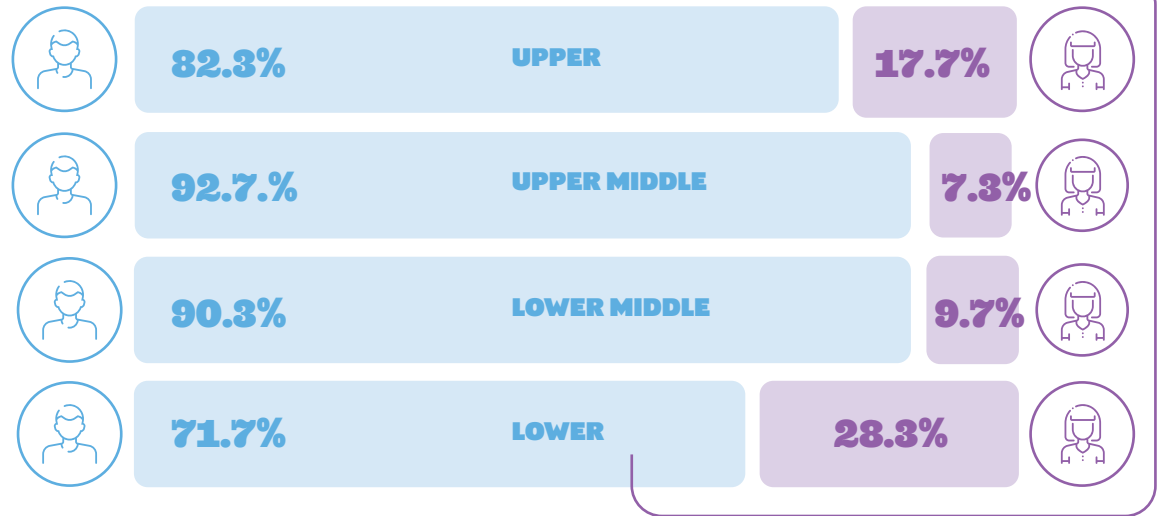 82.3% UPPER 17.7%
92.7.% UPPER MIDDLE 7.3%
90.3% LOWER MIDDLE 9.7%
71.7% LOWER 28.3%